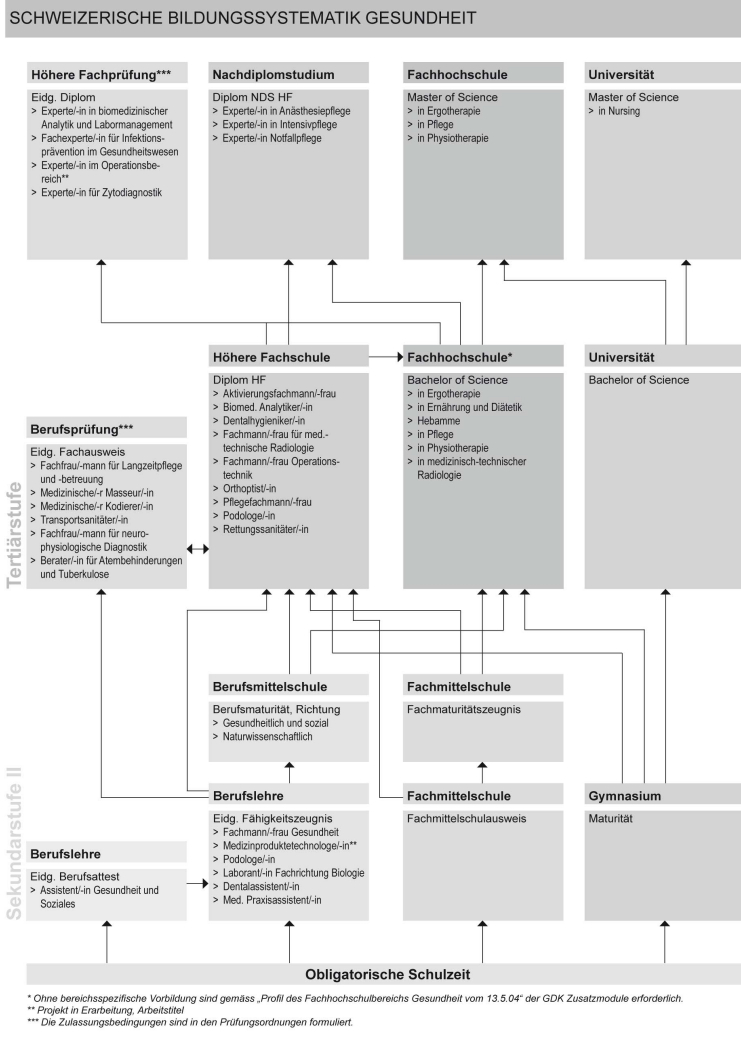 SCHWEIZERISCHE BILDUNGSSYSTEMATIK GESUNDHEIT
Höhere Fachprüfung***
Eidg. Diplom
> Experte/-in in biomedizinischer
Analytik und Labormanagement
> Fachexperte/-in für Infektions-
prävention im Gesundheitswesen
> Experte/-in im Operationsbe-
reich**
> Experte/-in für Zytodiagnostik
Nachdiplomstudium
Diplom NDS HF
> Experte/-in in Anästhesiepflege
> Experte/-in in Intensivpflege
> Experte/-in Notfallpflege
Fachhochschule
Master of Science
> in Ergotherapie
> in Pflege
> in Physiotherapie
Universität
Master of Science
> in Nursing
Höhere Fachschule
Diplom HF
> Aktivierungsfachmann/-frau
> Biomed. Analytiker/-in
> Dentalhygieniker/-in
> Fachmann/-frau für med.-
technische Radiologie
> Fachmann/-frau Operations-
technik
> Orthoptist/-in
> Pflegefachmann/-frau
> Podologe/-in
> Rettungssanitäter/-in
Fachhochschule*
Bachelor of Science
> in Ergotherapie
> in Ernährung und Diätetik
> Hebamme
> in Pflege
> in Physiotherapie
> in medizinisch-technischer
Radiologie
Universität
Bachelor of Science
Berufsprüfung***
Eidg. Fachausweis
> Fachfrau/-mann für Langzeitpflege
und -betreuung
> Medizinische/-r Masseur/-in
> Medizinische/-r Kodierer/-in
> Transportsanitäter/-in
> Fachfrau/-mann für neuro-
physiologische Diagnostik
> Berater/-in für Atembehinderungen
und Tuberkulose
Tertiärstufe
Berufsmittelschule
Berufsmaturität, Richtung
> Gesundheitlich und sozial
> Naturwissenschaftlich
Fachmittelschule
Fachmaturitätszeugnis
Berufslehre
Eidg. Fähigkeitszeugnis
> Fachmann/-frau Gesundheit
> Medizinproduktetechnologe/-in**
> Podologe/-in
> Laborant/-in Fachrichtung Biologie
> Dentalassistent/-in
> Med. Praxisassistent/-in
Fachmittelschule
Fachmittelschulausweis
Gymnasium
Maturität
Berufslehre
Eidg. Berufsattest
> Assistent/-in Gesundheit und
Soziales
Sekundarstufe II
Obligatorische Schulzeit
* Ohne bereichsspezifische Vorbildung sind gemäss „Profil des Fachhochschulbereichs Gesundheit vom 13.5.04“ der GDK Zusatzmodule erforderlich.
** Projekt in Erarbeitung, Arbeitstitel
*** Die Zulassungsbedingungen sind in den Prüfungsordnungen formuliert.